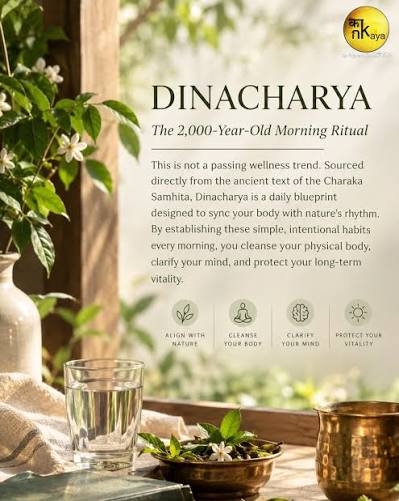 क
nKaya
DINACHARYA
The 2,000-Year-Old Morning Ritual
This is not a passing wellness trend. Sourced
directly from the ancient text of the Charaka
Samhita, Dinacharya is a daily blueprint
designed to sync your body with nature's rhythm.
By establishing these simple, intentional habits
every morning, you cleanse your physical body,
clarify your mind, and protect your long-term
vitality.
ALIGN WITH
NATURE
CLEANSE
YOUR BODY
CLARIFY
YOUR MIND
PROTECT YOUR
VITALITY